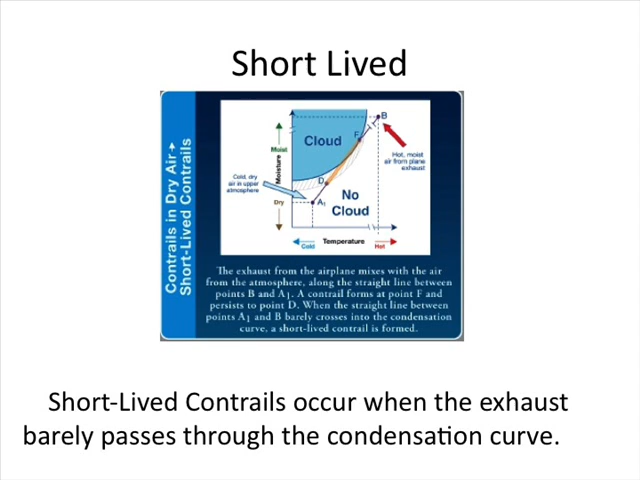 Short Lived
Contrails in Dry Air→
Short-Lived Contrails
Cloud
B
F
Moist
Moisture
Hot, moist
air from plane
exhaust
Cold, dry
air in upper
atmosphere
D
No
Cloud
Dry
A1
Temperature
Cold
Hot
The exhaust from the airplane mixes with the air
from the atmosphere, along the straight line between
points B and A1. A contrail forms at point F and
persists to point D. When the straight line between
points A1 and B barely crosses into the condensation
curve, a short-lived contrail is formed.
Short-Lived Contrails occur when the exhaust
barely passes through the condensation curve.